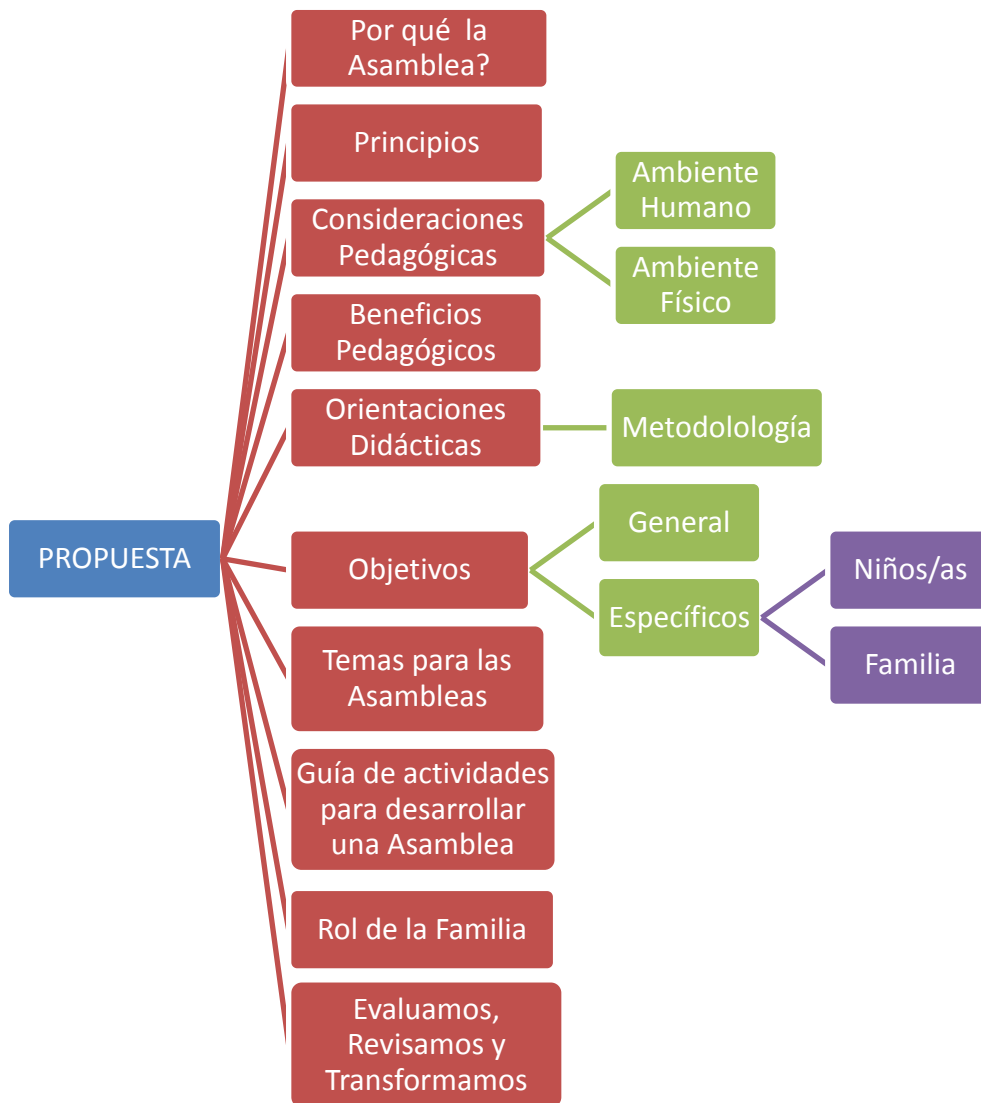 Por qué la
Asamblea?
Principios
Consideraciones
Pedagógicas
Ambiente
Humano
Ambiente
Físico
Beneficios
Pedagógicos
Orientaciones
Didácticas
Metodolología
PROPUESTA
Objetivos
General
Específicos
Niños/as
Familia
Temas para las
Asambleas
Guía de actividades
para desarrollar
una Asamblea
Rol de la Familia
Evaluamos,
Revisamos y
Transformamos